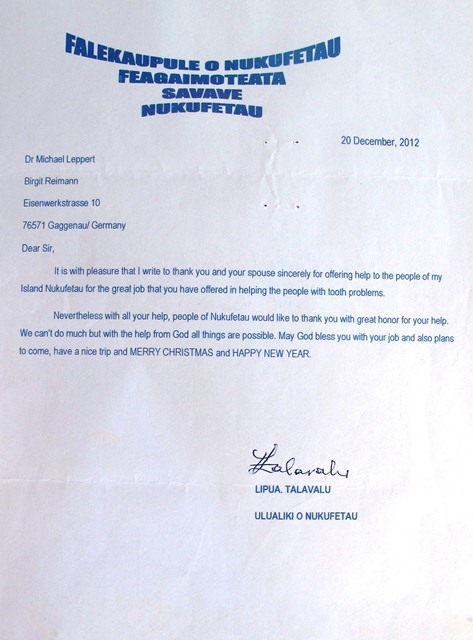 FALEKAUPULE O NUKUFETAU
FEAGAIMOTEATA
SAVAVE
NUKUFETAU
20 December, 2012
Dr Michael Leppert
Birgit Reimann
Eisenwerkstrasse 10
76571 Gaggenau/ Germany
Dear Sir,
It is with pleasure that I write to thank you and your spouse sincerely for offering help to the people of my
Island Nukufetau for the great job that you have offered in helping the people with tooth problems.
Nevertheless with all your help, people of Nukufetau would like to thank you with great honor for your help.
We can't do much but with the help from God all things are possible. May God bless you with your job and also plans
to come, have a nice trip and MERRY CHRISTMAS and HAPPY NEW YEAR.
Ltalavalu
LIPUA. TALAVALU
ULUALIKI O NUKUFETAU